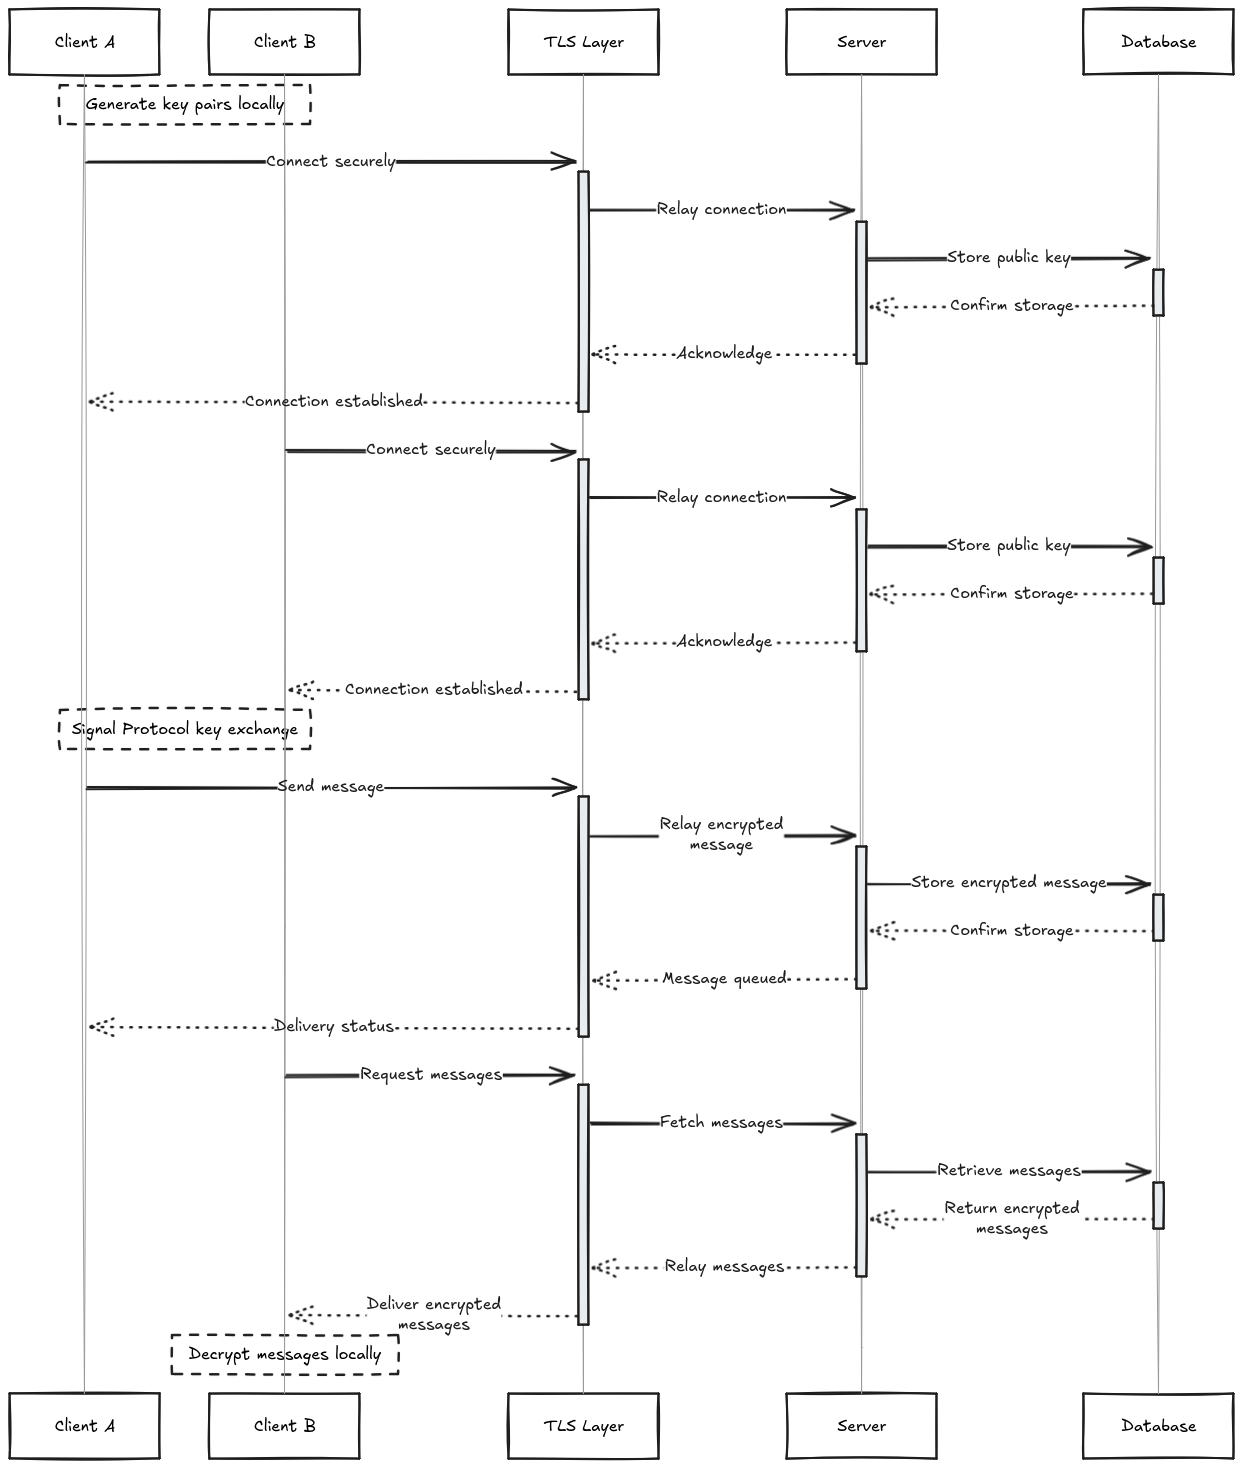 Client A
Client B
TLS Layer
Server
Database
Generate key pairs locally
Connect securely
Relay connection
Store public key
Confirm storage
Acknowledge
Connection established
Connect securely
Relay connection
Store public key
Confirm storage
Acknowledge
Connection established
Signal Protocol key exchange
Send message
Relay encrypted
message
Store encrypted message
Confirm storage
Message queued
Delivery status
Request messages
Fetch messages
Retrieve messages
Return encrypted
messages
Relay messages
Deliver encrypted
messages
Decrypt messages locally
Client A
Client B
TLS Layer
Server
Database